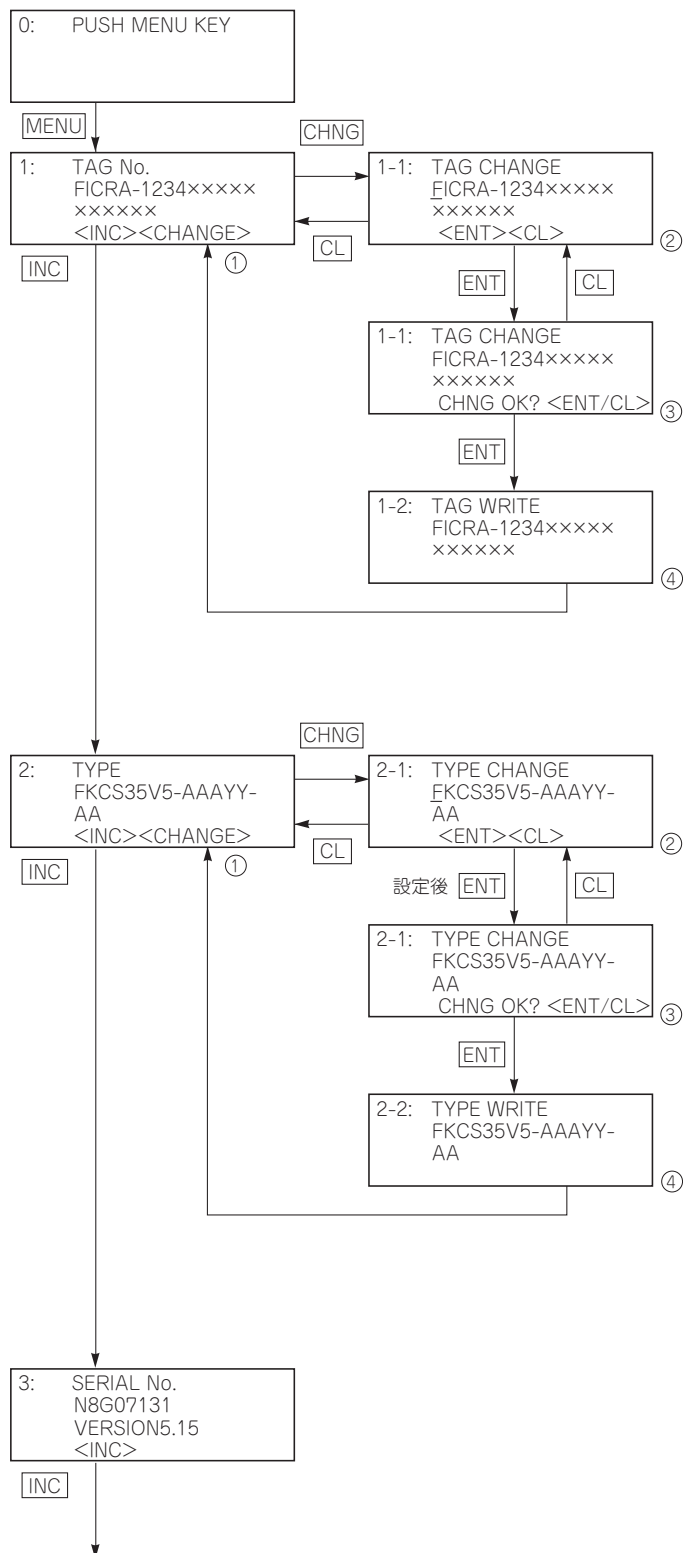 0: PUSH MENU KEY
MENU
CHNG
1: TAG No.
FICRA-1234×××××
××××××
<INC><CHANGE>
①
INC
CL
1-1: TAG CHANGE
FICRA-1234×××××
××××××
<ENT><CL>
②
ENT
CL
1-1: TAG CHANGE
FICRA-1234×××××
××××××
CHNG OK? <ENT/CL>
③
ENT
1-2: TAG WRITE
FICRA-1234×××××
××××××
④
CHNG
2: TYPE
FKCS35V5-AAAYY-
AA
<INC><CHANGE>
①
INC
CL
2-1: TYPE CHANGE
FKCS35V5-AAAYY-
AA
<ENT><CL>
②
設定後 ENT
CL
2-1: TYPE CHANGE
FKCS35V5-AAAYY-
AA
CHNG OK? <ENT/CL>
③
ENT
2-2: TYPE WRITE
FKCS35V5-AAAYY-
AA
④
3: SERIAL No.
N8G07131
VERSION5.15
<INC>
INC